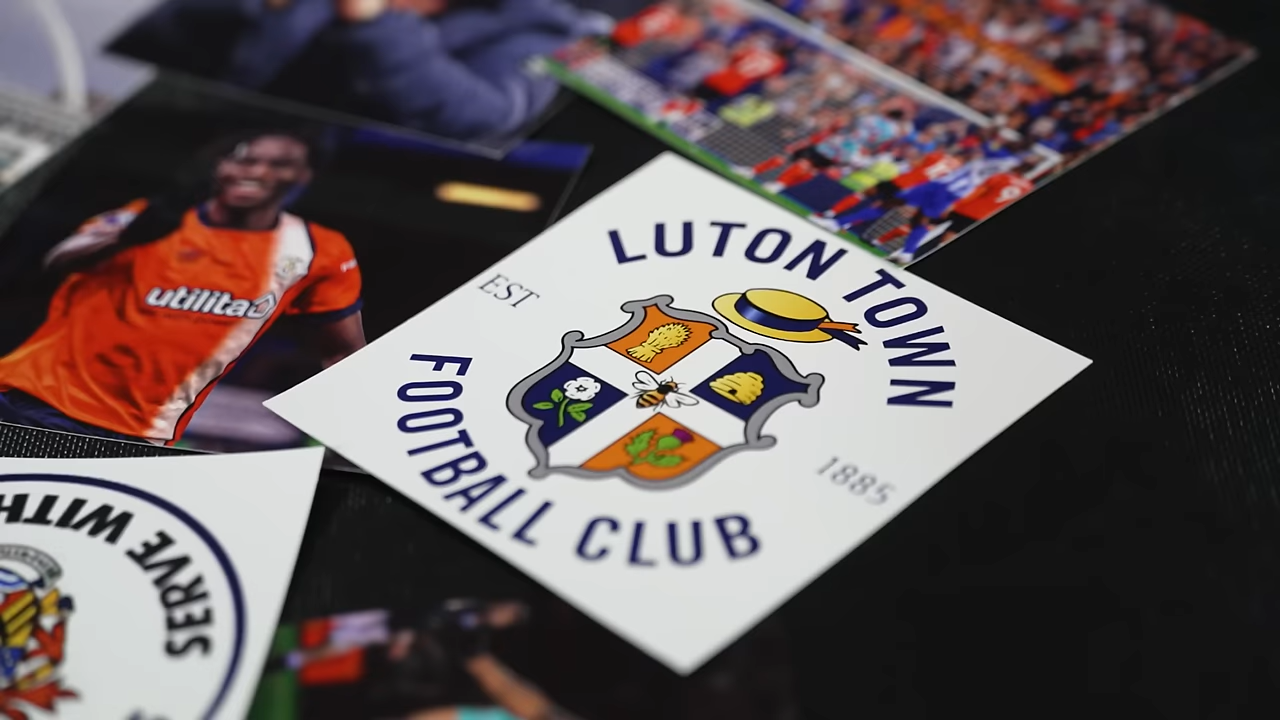 LUTON TOWN
EST
1885
FOOTBALL CLUB
utilita
SERVE WITH